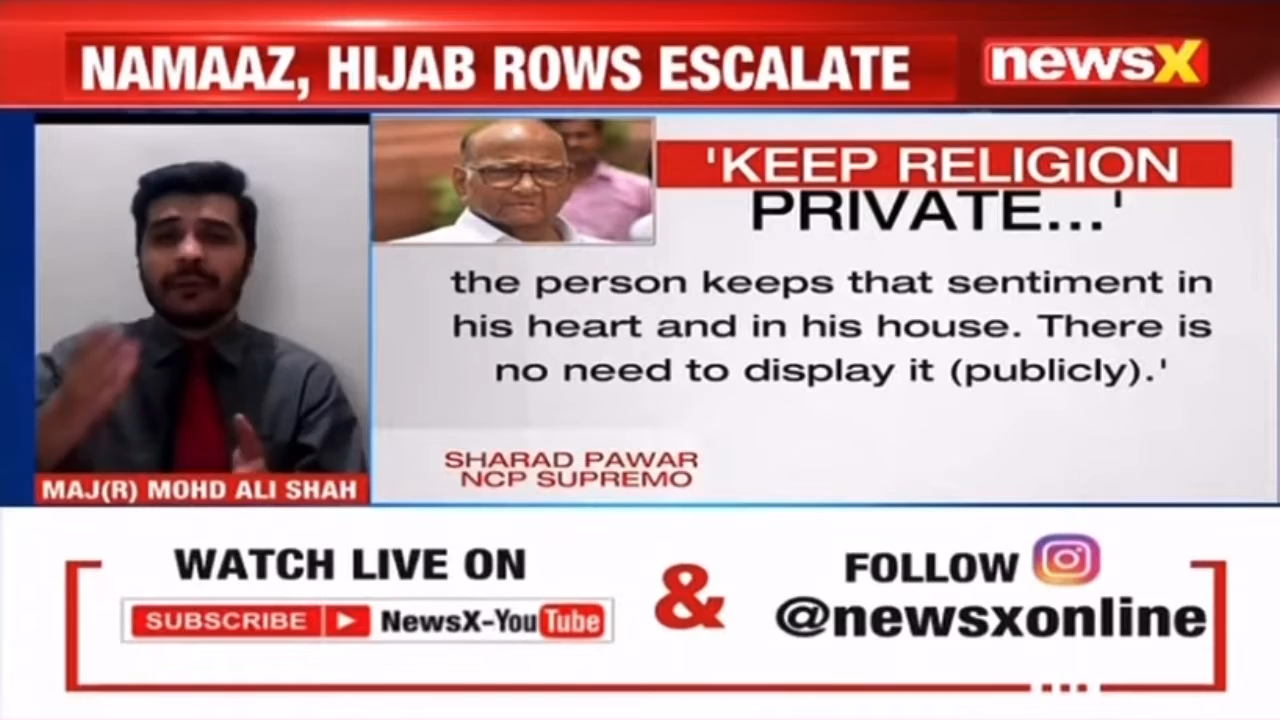 NAMAAZ, HIJAB ROWS ESCALATE
newsX
'KEEP RELIGION
PRIVATE...'
the person keeps that sentiment in
his heart and in his house. There is
no need to display it (publicly).'
SHARAD PAWAR
NCP SUPREMO
MAJ(R) MOHD ALI SHAH
WATCH LIVE ON
SUBSCRIBE NewsX-YouTube
&
FOLLOW
@newsxonline